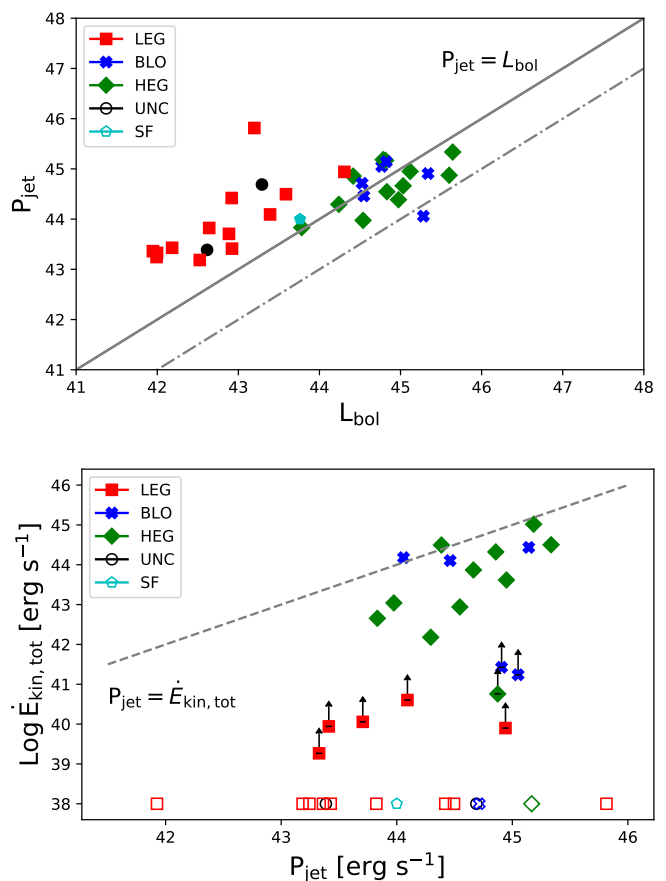 48
47
46
45
44
43
42
41
P_jet
LEG
BLO
HEG
UNC
SF
P_jet = L_bol
41 42 43 44 45 46 47 48
L_bol
46
45
44
43
42
41
40
39
38
Log Ė_kin, tot [erg s⁻¹]
LEG
BLO
HEG
UNC
SF
P_jet = Ė_kin, tot
42 43 44 45 46
P_jet [erg s⁻¹]